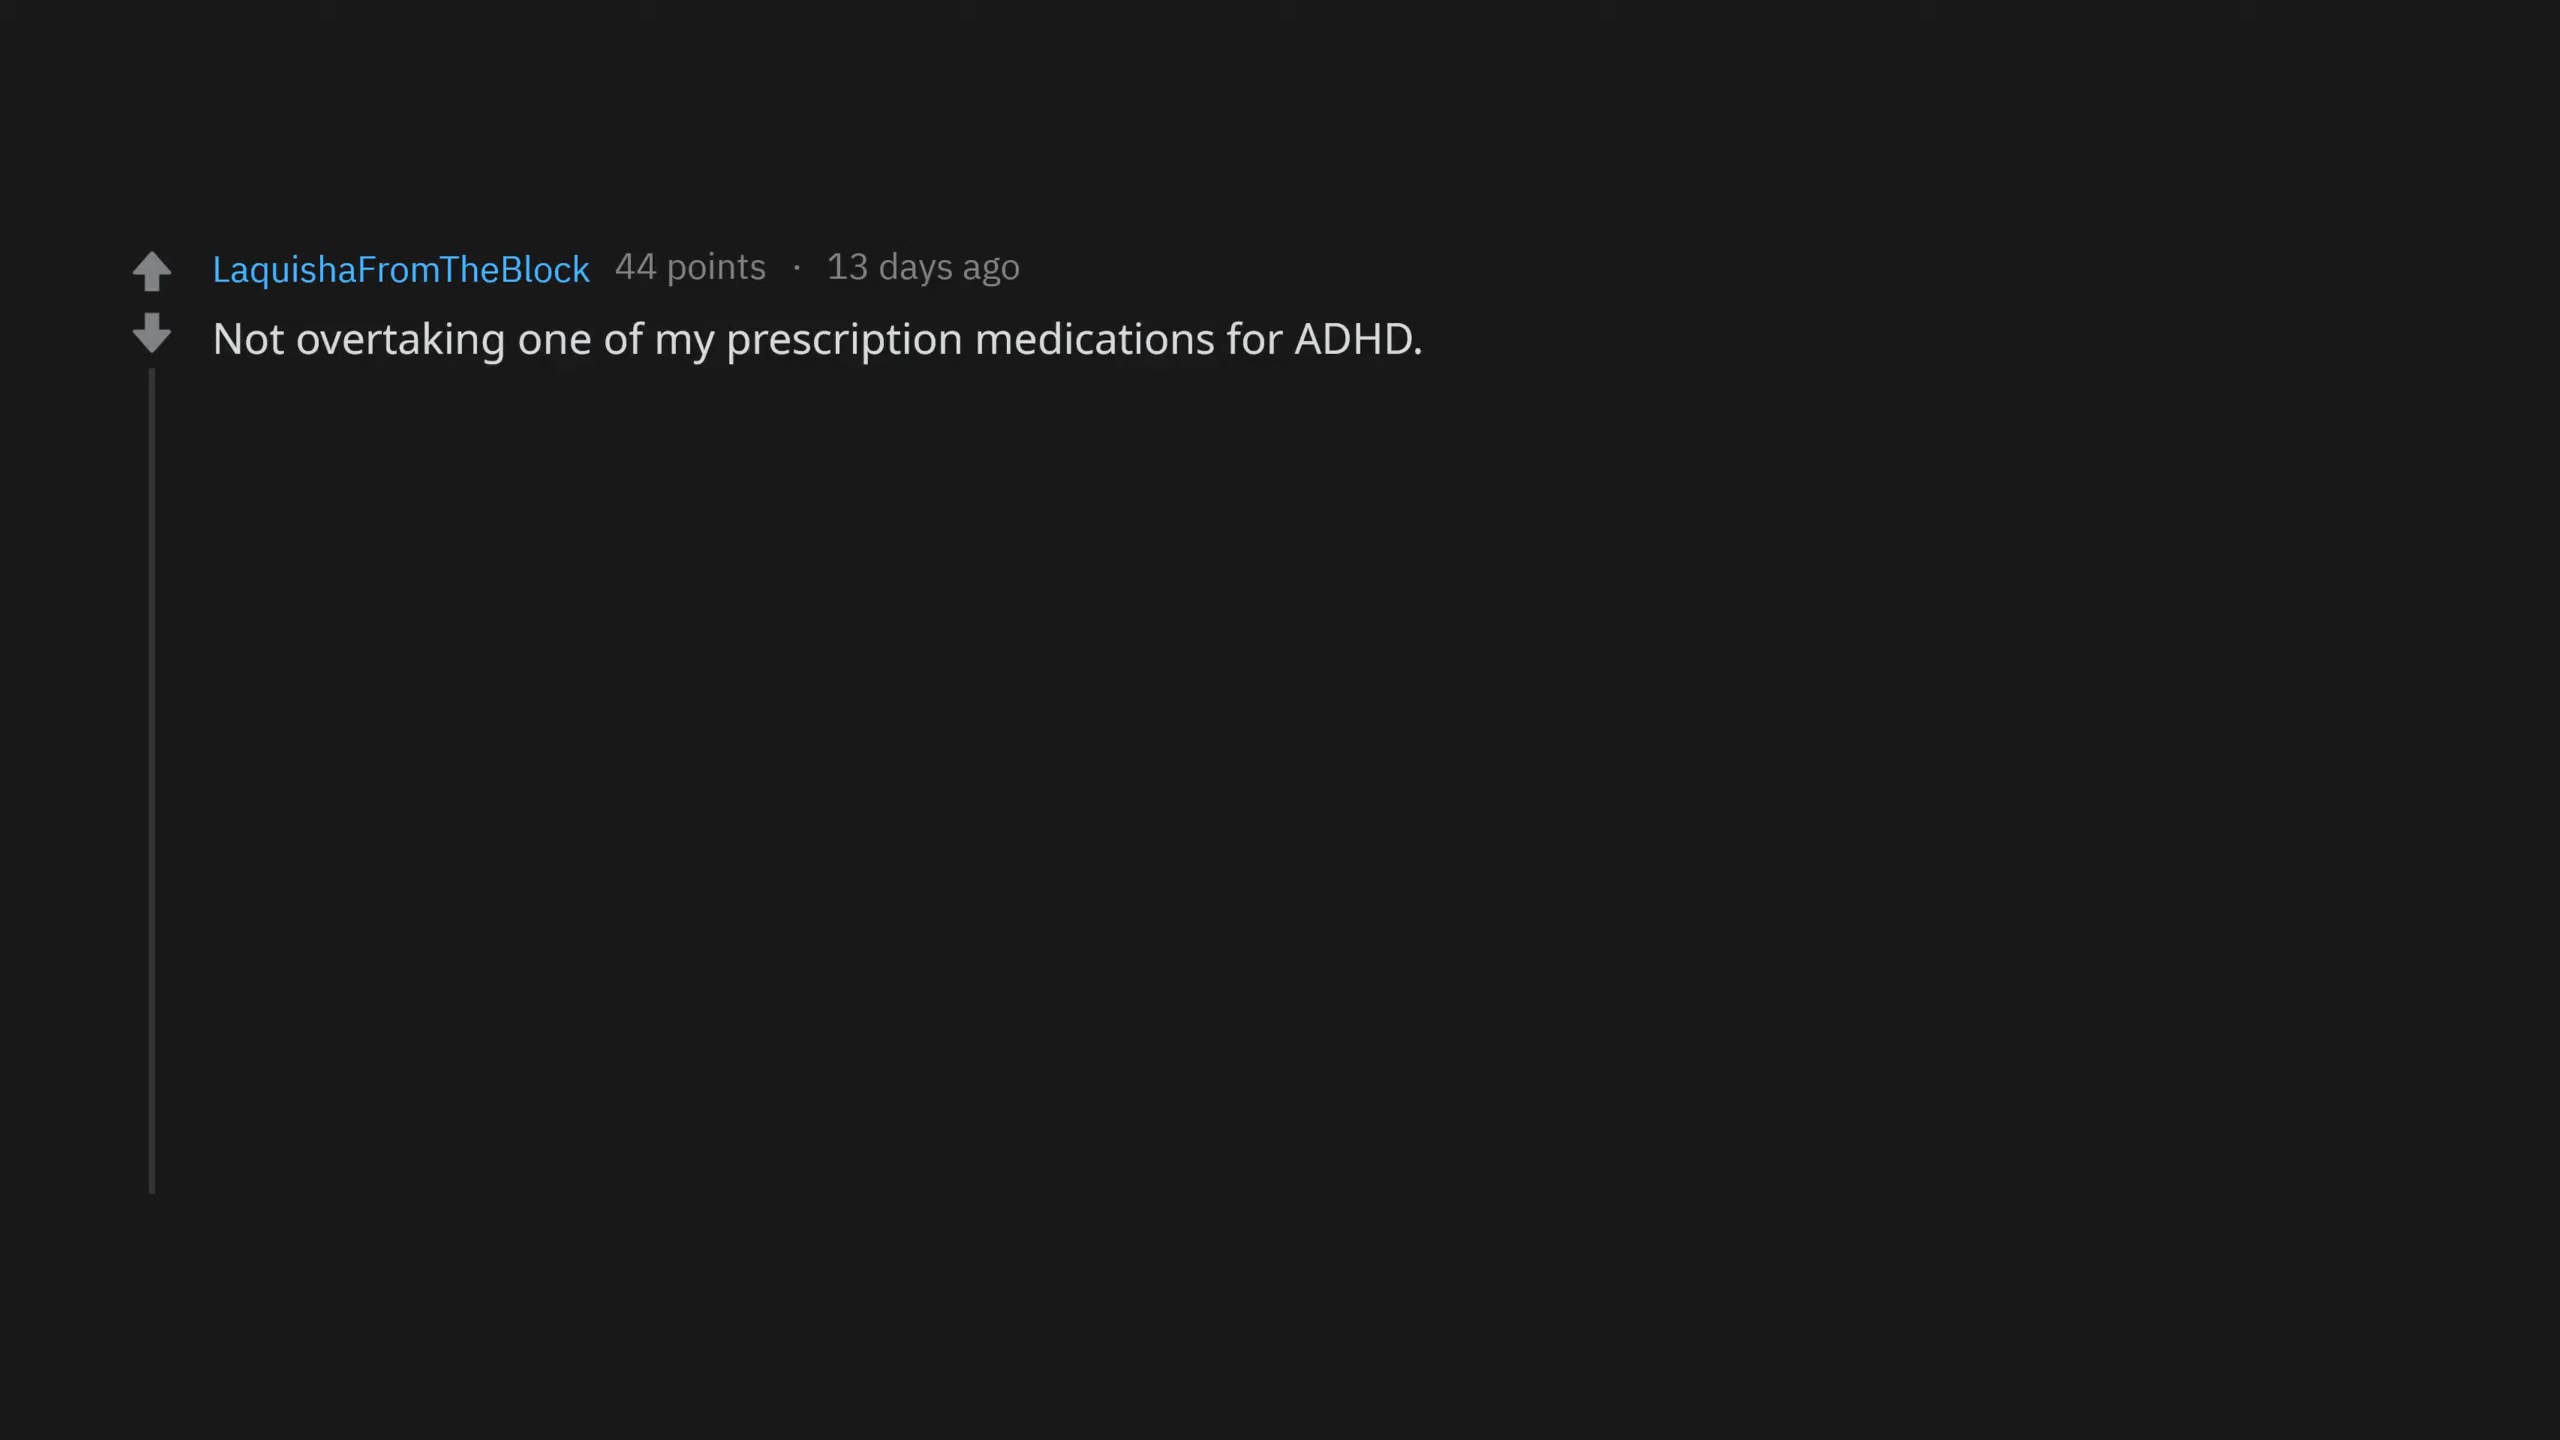 LaquishaFromTheBlock 44 points · 13 days ago
Not overtaking one of my prescription medications for ADHD.